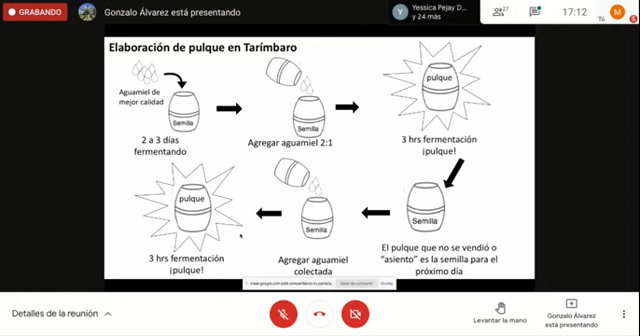 GRABANDO
Gonzalo Álvarez está presentando
Y
Yessica Pejay D...
y 24 más
27
17:12
Tú
M
Elaboración de pulque en Tarímbaro
Aguamiel de
mejor calidad
Semilla
2 a 3 días
fermentando
Semilla
Agregar aguamiel 2:1
pulque
3 hrs fermentación
¡pulque!
pulque
3 hrs fermentación
¡pulque!
Semilla
Agregar aguamiel
colectada
Semilla
El pulque que no se vendió o
“asiento” es la semilla para el
próximo día
Detalles de la reunión
Levantar la mano
Gonzalo Álvarez
está presentando